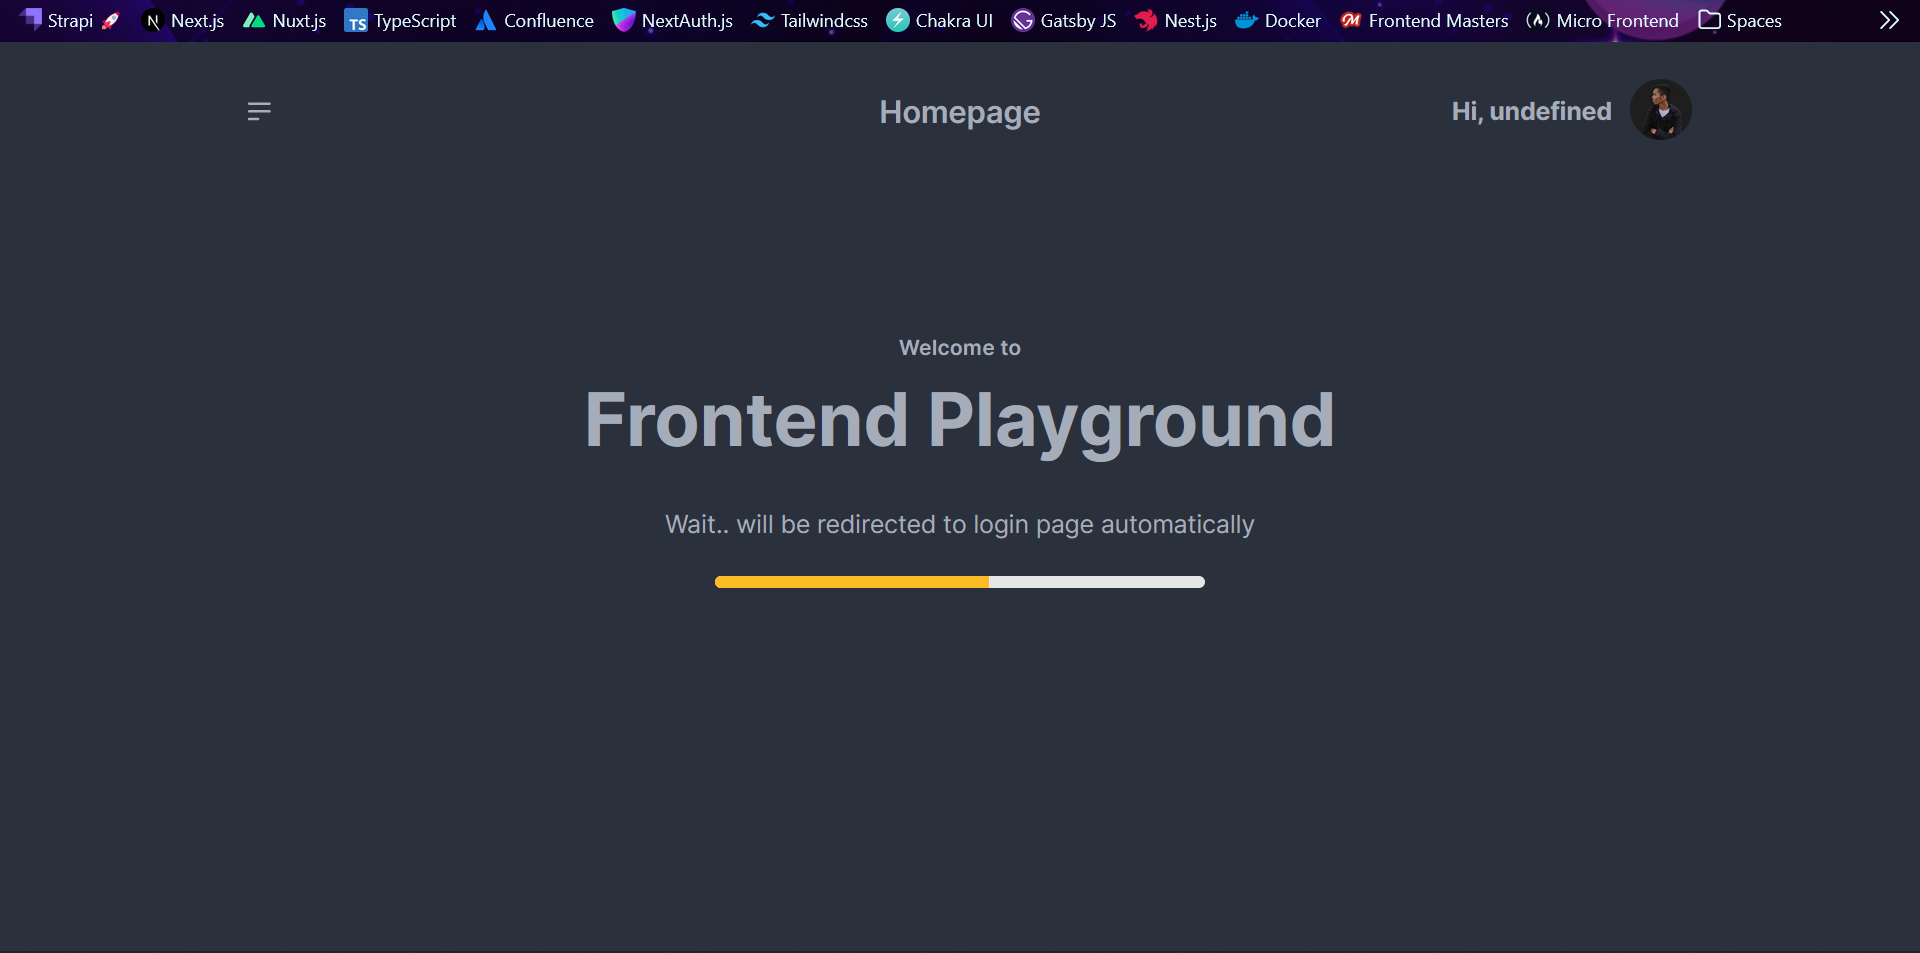 Strapi 🚀 Next.js Nuxt.js TS TypeScript Confluence NextAuth.js Tailwindcss Chakra UI Gatsby JS Nest.js Docker Frontend Masters Micro Frontend Spaces
Homepage
Hi, undefined
Welcome to
Frontend Playground
Wait.. will be redirected to login page automatically